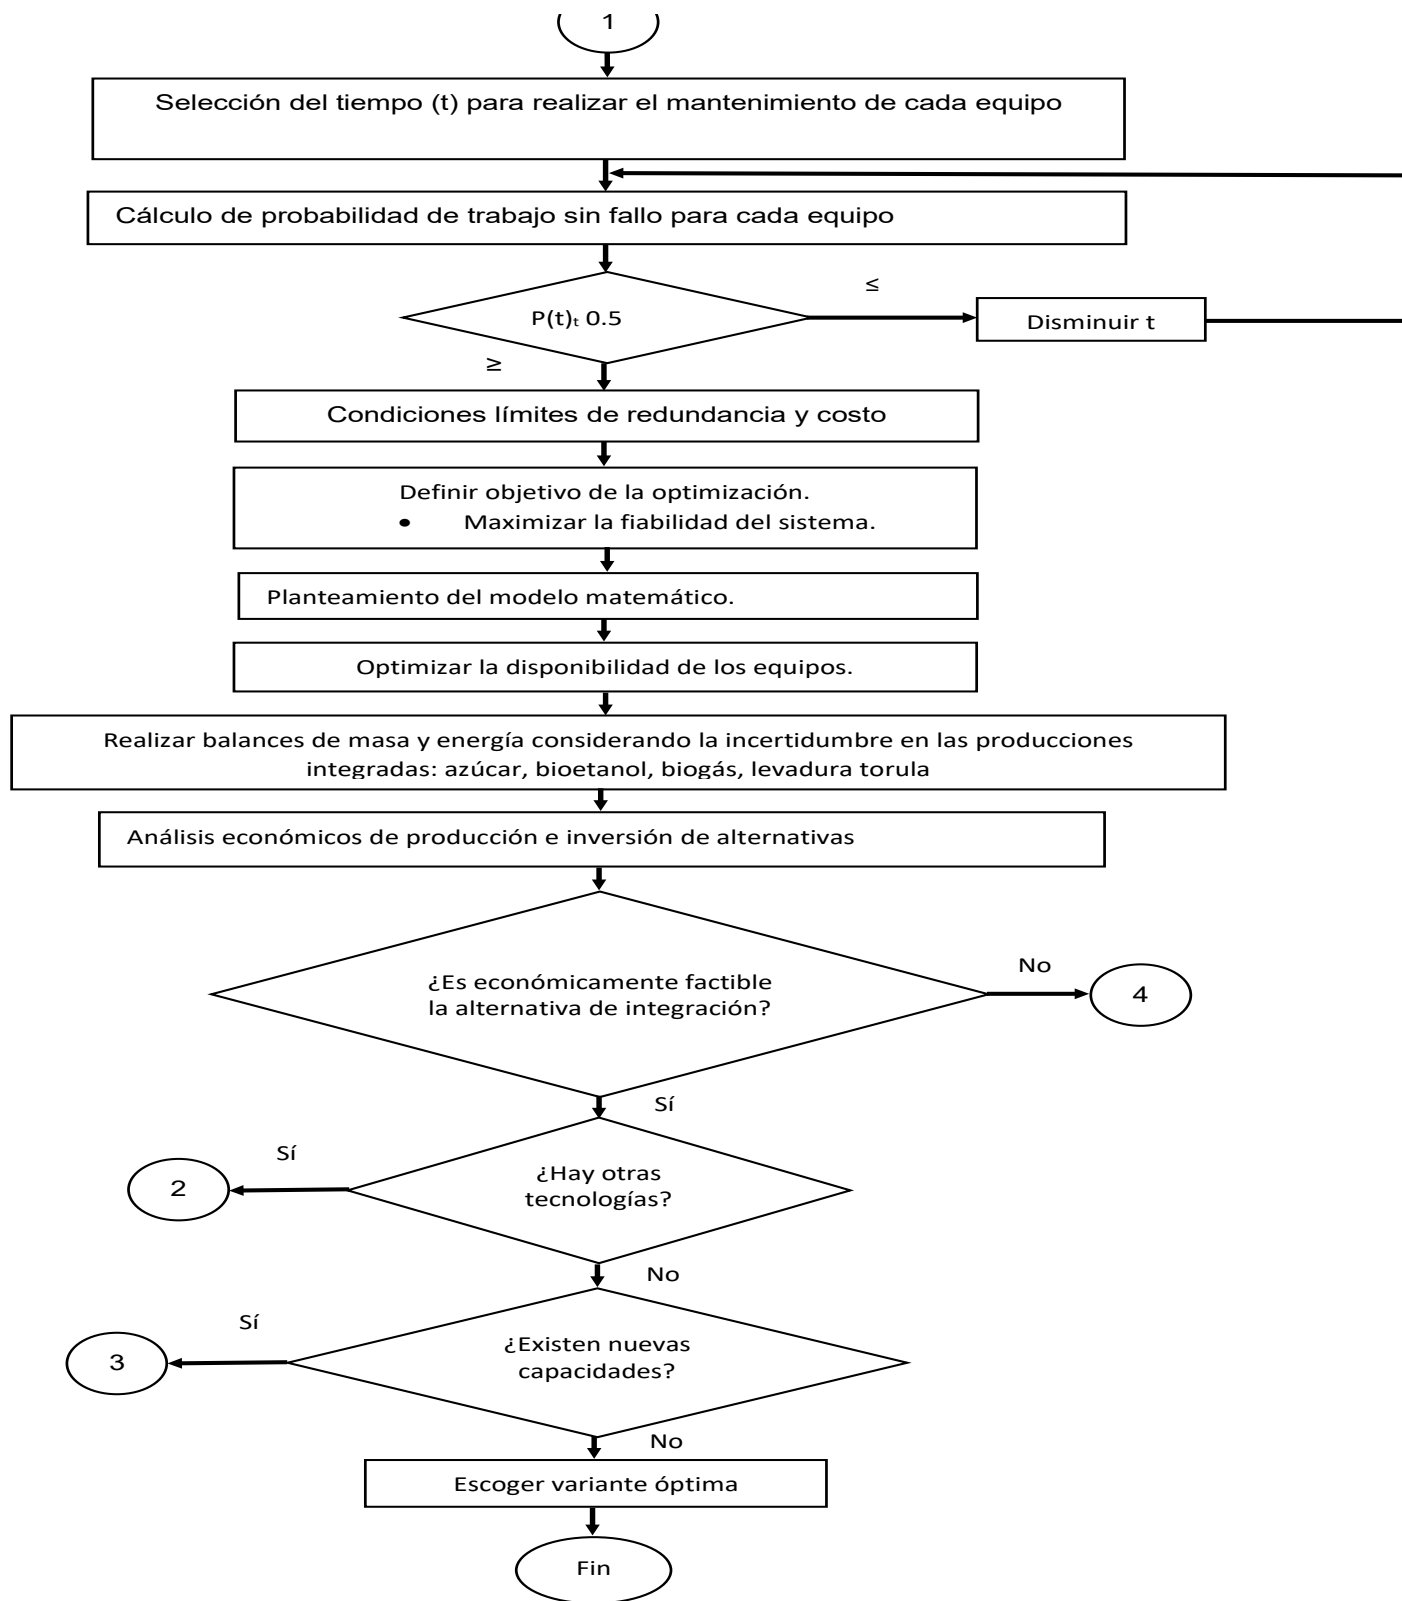 1
Selección del tiempo (t) para realizar el mantenimiento de cada equipo
Cálculo de probabilidad de trabajo sin fallo para cada equipo
≤
P(t)ₜ 0.5
Disminuir t
≥
Condiciones límites de redundancia y costo
Definir objetivo de la optimización.
• Maximizar la fiabilidad del sistema.
Planteamiento del modelo matemático.
Optimizar la disponibilidad de los equipos.
Realizar balances de masa y energía considerando la incertidumbre en las producciones
integradas: azúcar, bioetanol, biogás, levadura torula
Análisis económicos de producción e inversión de alternativas
¿Es económicamente factible
la alternativa de integración?
No
4
Sí
¿Hay otras
tecnologías?
Sí
2
No
¿Existen nuevas
capacidades?
Sí
3
No
Escoger variante óptima
Fin